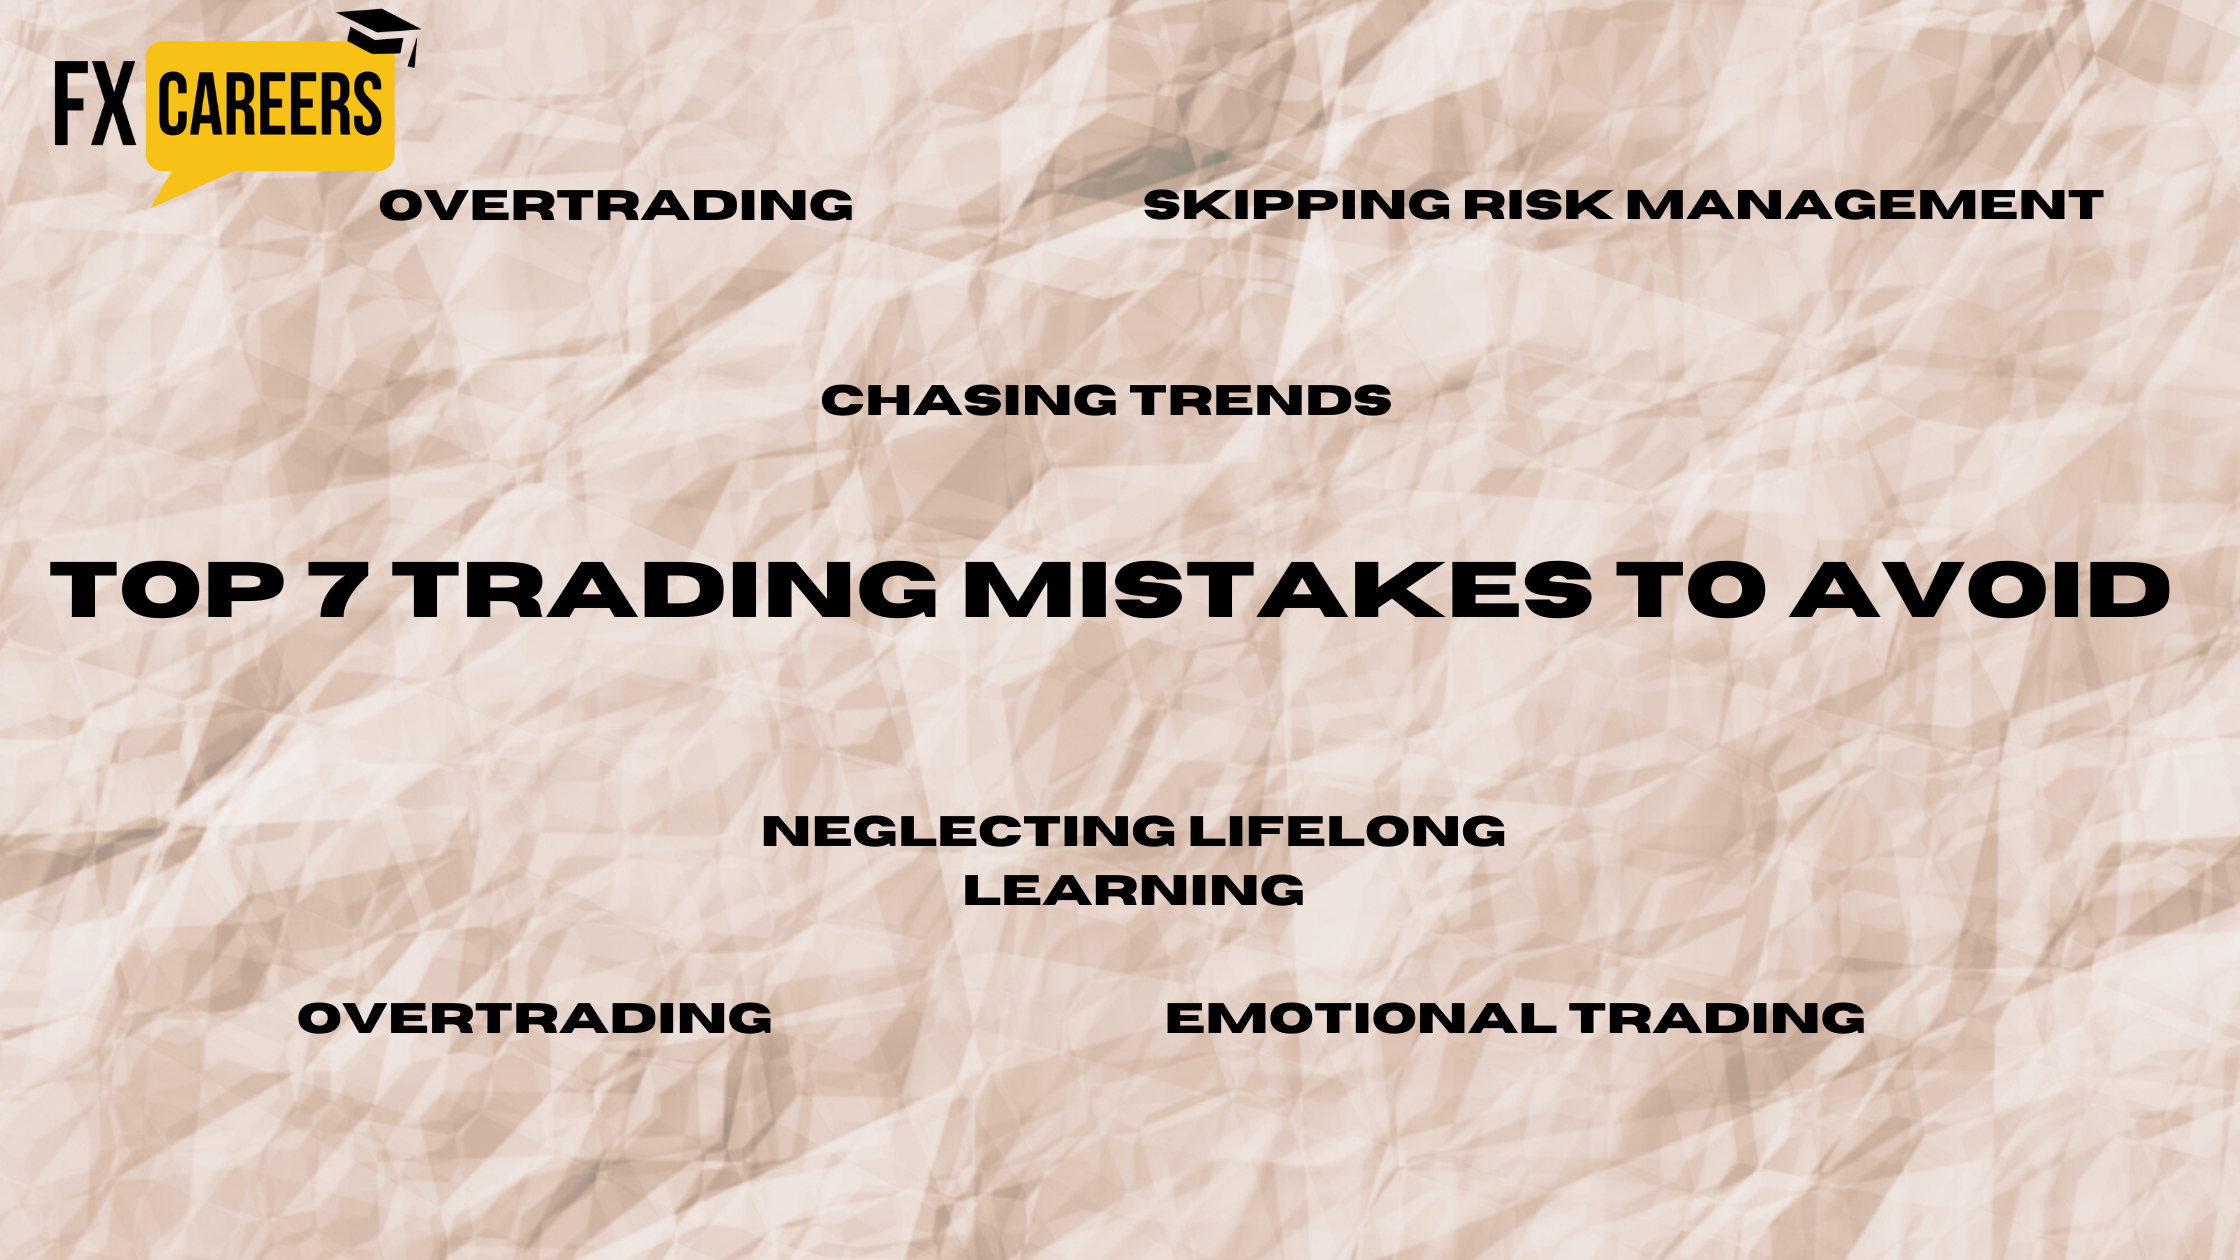 FX CAREERS
OVERTRADING
SKIPPING RISK MANAGEMENT
CHASING TRENDS
TOP 7 TRADING MISTAKES TO AVOID
NEGLECTING LIFELONG
LEARNING
OVERTRADING
EMOTIONAL TRADING